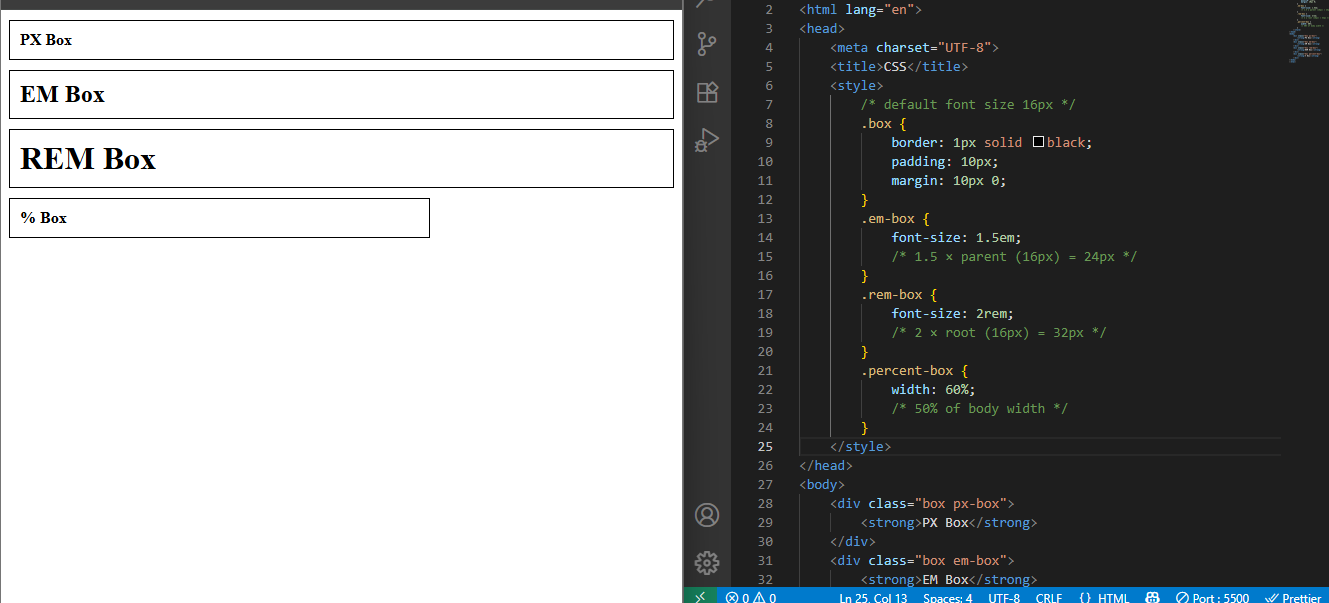 PX Box
EM Box
REM Box
% Box
2 <html lang="en">
3 <head>
4 <meta charset="UTF-8">
5 <title>CSS</title>
6 <style>
7 /* default font size 16px */
8 .box {
9 border: 1px solid black;
10 padding: 10px;
11 margin: 10px 0;
12 }
13 .em-box {
14 font-size: 1.5em;
15 /* 1.5 × parent (16px) = 24px */
16 }
17 .rem-box {
18 font-size: 2rem;
19 /* 2 × root (16px) = 32px */
20 }
21 .percent-box {
22 width: 60%;
23 /* 50% of body width */
24 }
25 </style>
26 </head>
27 <body>
28 <div class="box px-box">
29 <strong>PX Box</strong>
30 </div>
31 <div class="box em-box">
32 <strong>EM Box</strong>
0 0 Ln 25, Col 13 Spaces: 4 UTF-8 CRLF {} HTML Port : 5500 Prettier